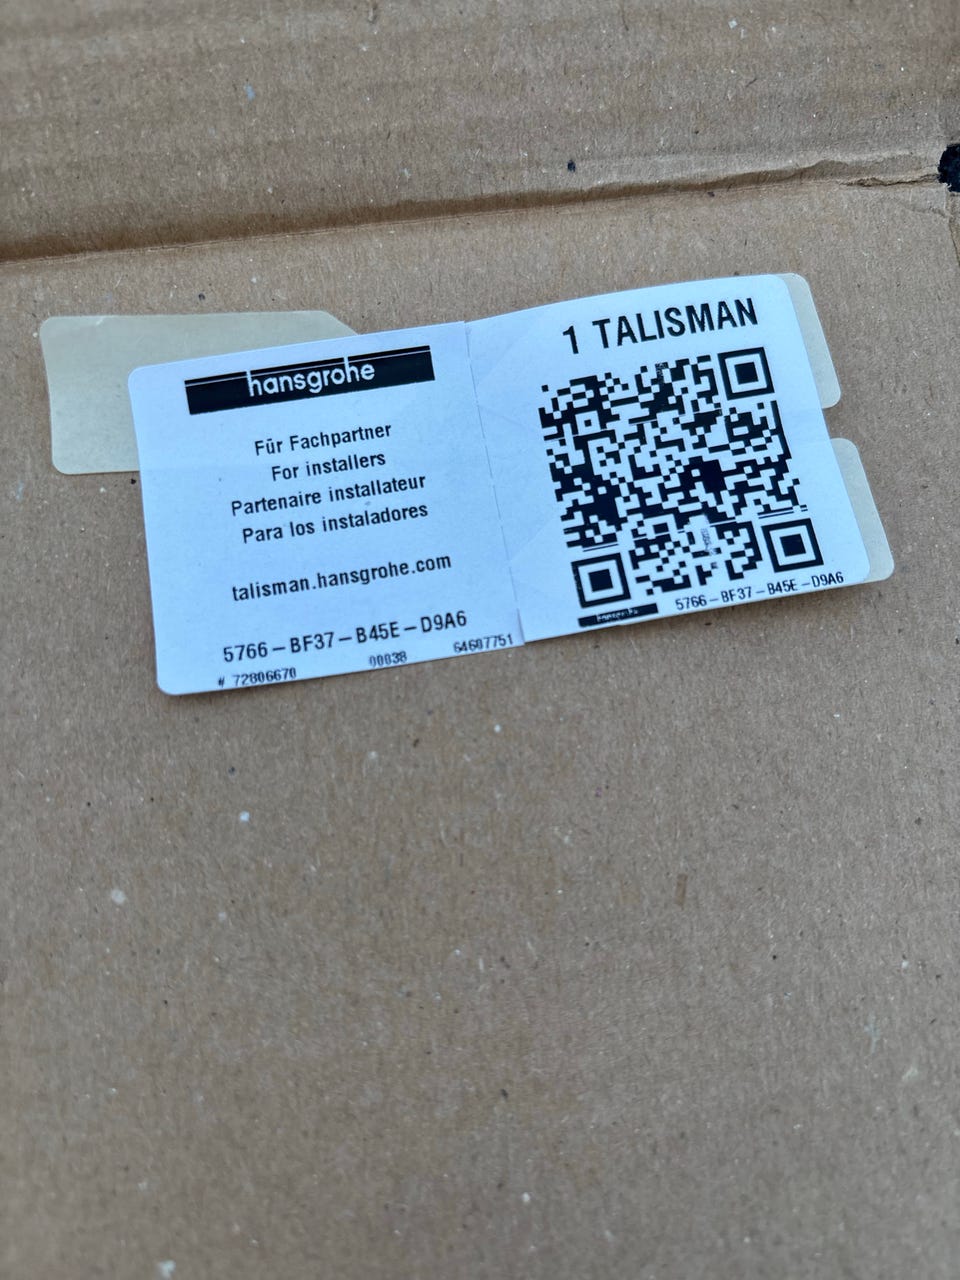 hansgrohe
Für Fachpartner
For installers
Partenaire installateur
Para los instaladores
talisman.hansgrohe.com
5766-BF37-B45E-D9A6
# 72806670 00038 64607751
1 TALISMAN
hansgrohe
5766-BF37-B45E-D9A6